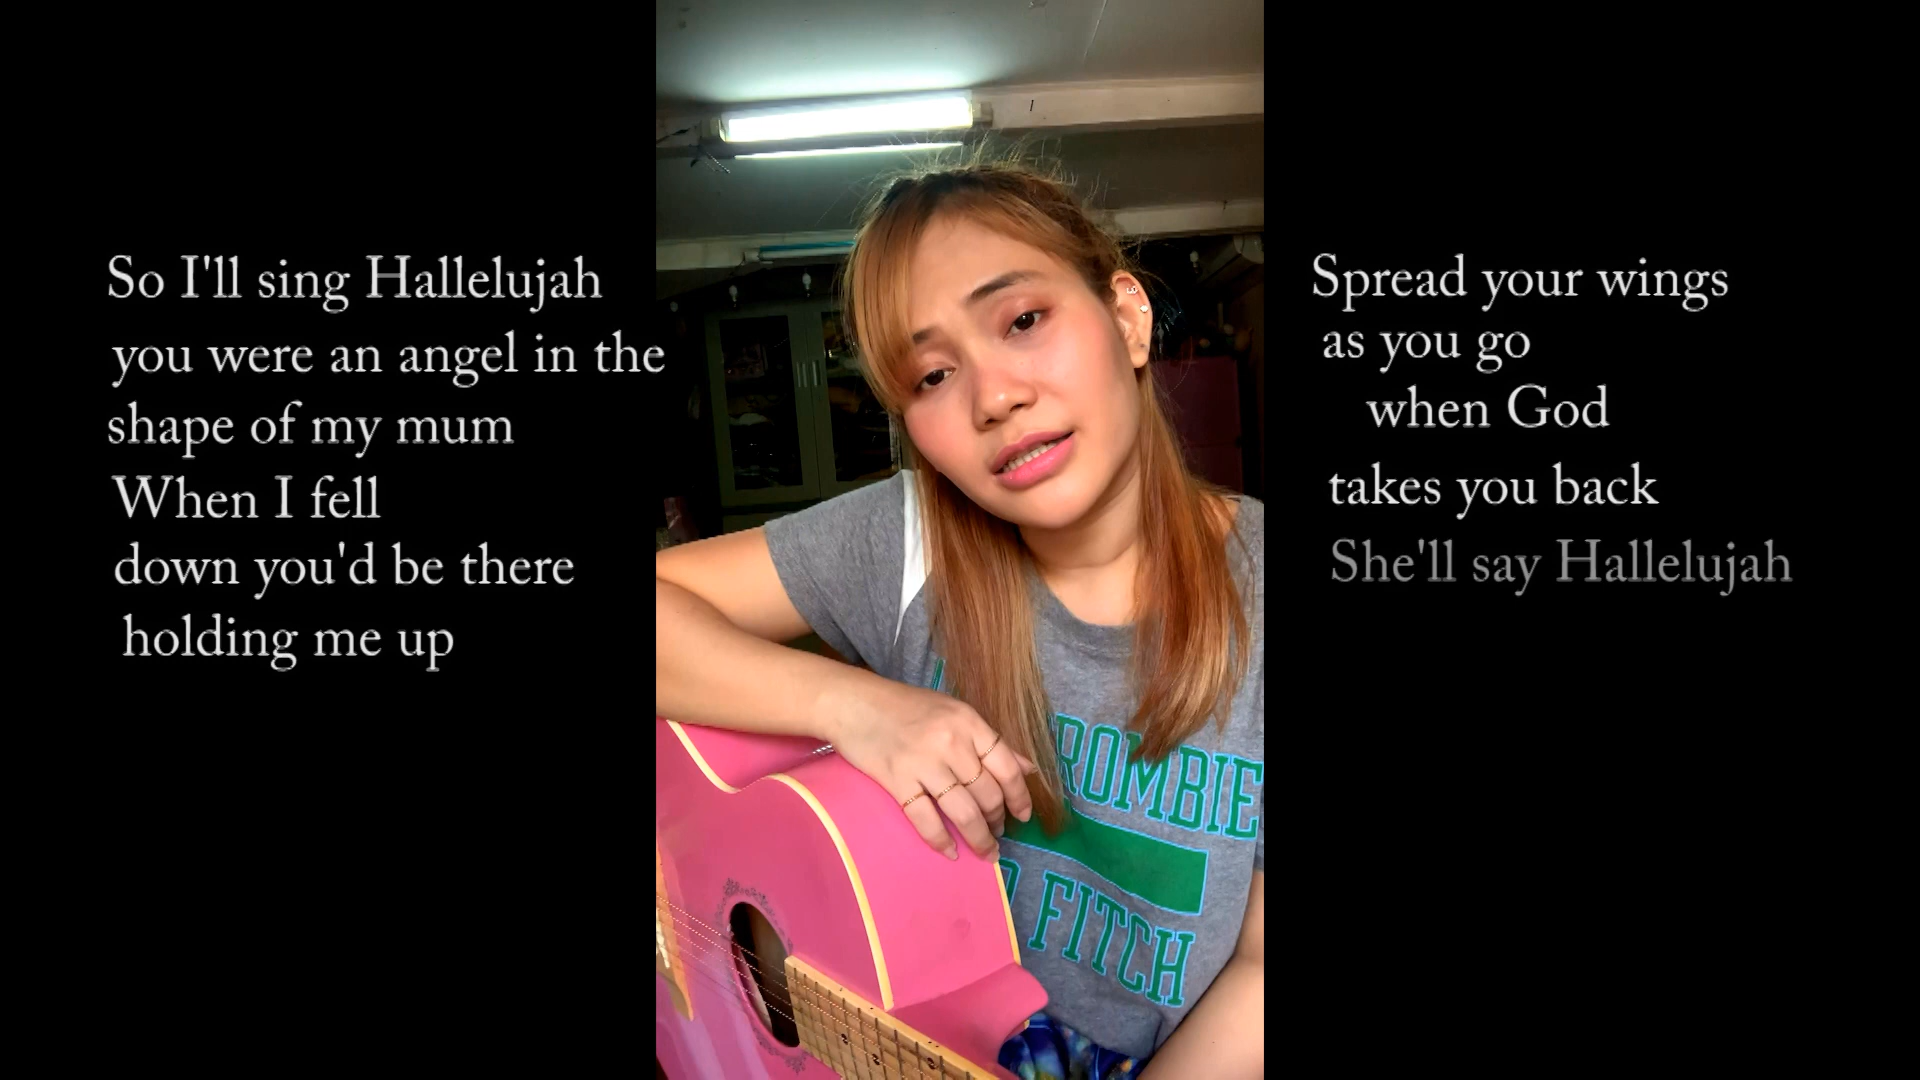 So I'll sing Hallelujah
you were an angel in the
shape of my mum
When I fell
down you'd be there
holding me up
Spread your wings
as you go
when God
takes you back
She'll say Hallelujah
ROMBIE
FITCH